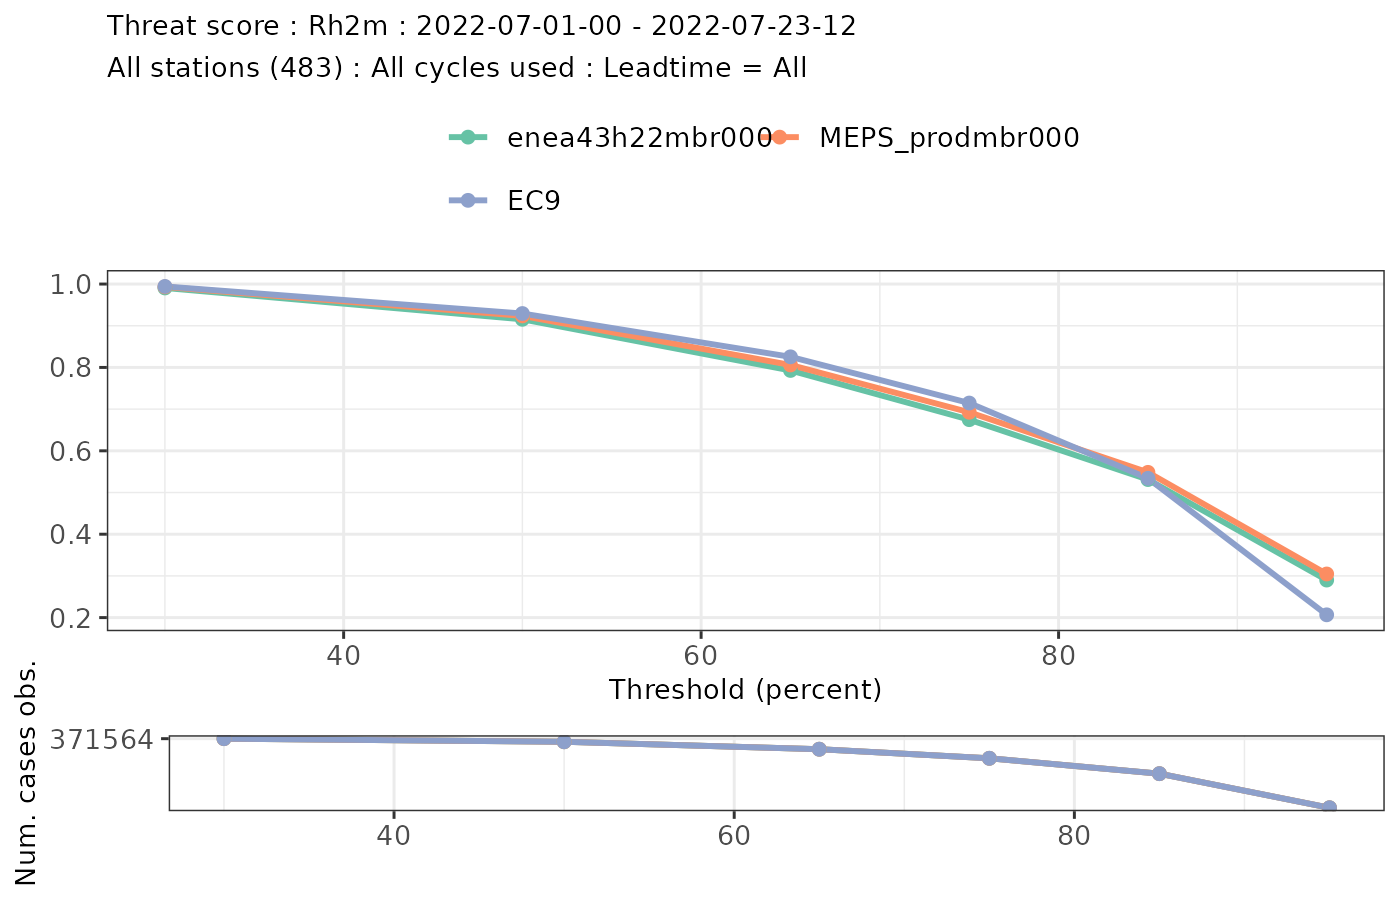 Threat score : Rh2m : 2022-07-01-00 - 2022-07-23-12
All stations (483) : All cycles used : Leadtime = All
enea43h22mbr000 MEPS_prodmbr000
EC9
1.0
0.8
0.6
0.4
0.2
40 60 80
Threshold (percent)
Num. cases obs.
371564
40 60 80